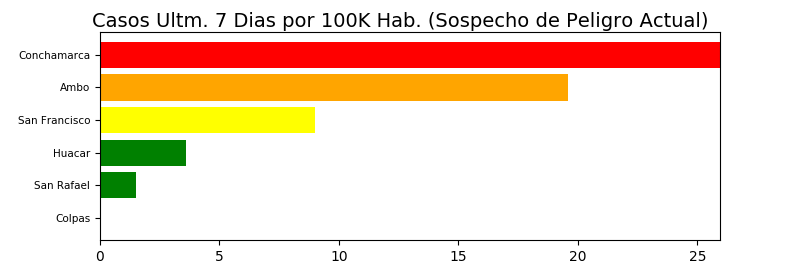 Casos Ultm. 7 Dias por 100K Hab. (Sospecho de Peligro Actual)
Conchamarca
Ambo
San Francisco
Huacar
San Rafael
Colpas
0 5 10 15 20 25